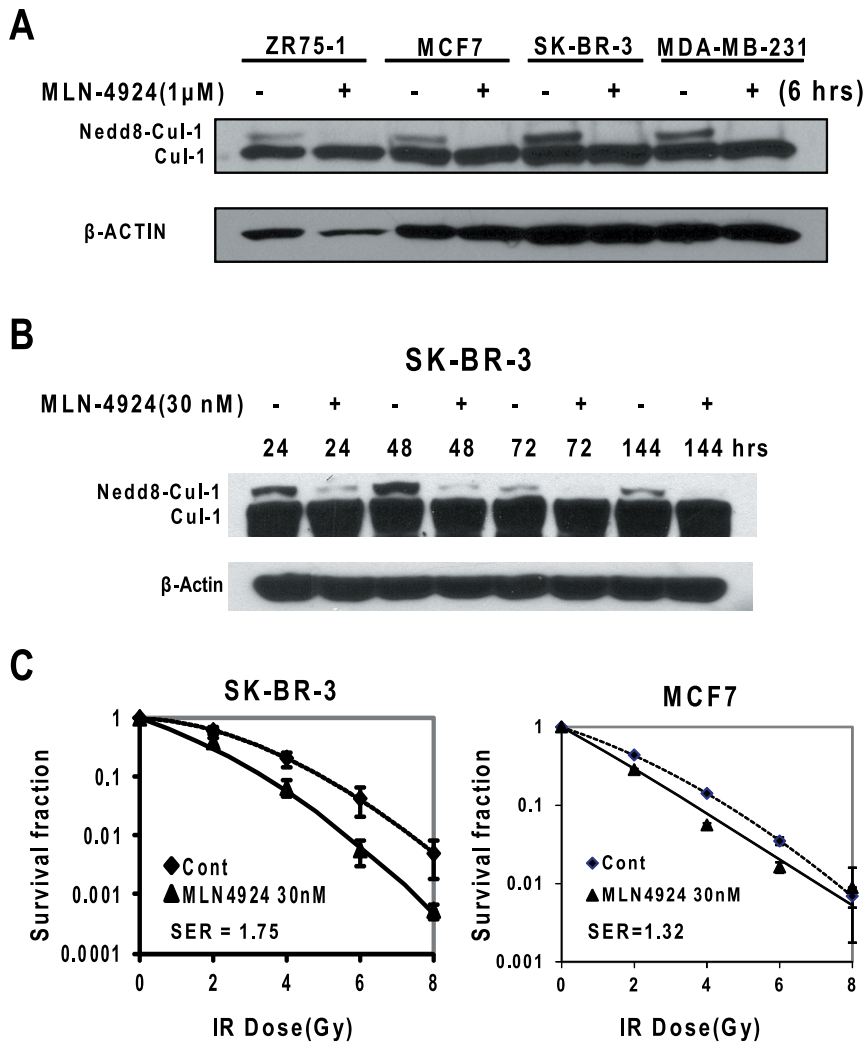 A
ZR75-1 MCF7 SK-BR-3 MDA-MB-231
MLN-4924(1µM) - + - + - + - + (6 hrs)
Nedd8-Cul-1
Cul-1
β-ACTIN
B
SK-BR-3
MLN-4924(30 nM) - + - + - + - +
24 24 48 48 72 72 144 144 hrs
Nedd8-Cul-1
Cul-1
β-Actin
C
SK-BR-3
1
0.1
0.01
0.001
0.0001
Survival fraction
Cont
MLN4924 30nM
SER = 1.75
0 2 4 6 8
IR Dose(Gy)
MCF7
1
0.1
0.01
0.001
Survival fraction
Cont
MLN4924 30nM
SER=1.32
0 2 4 6 8
IR Dose(Gy)